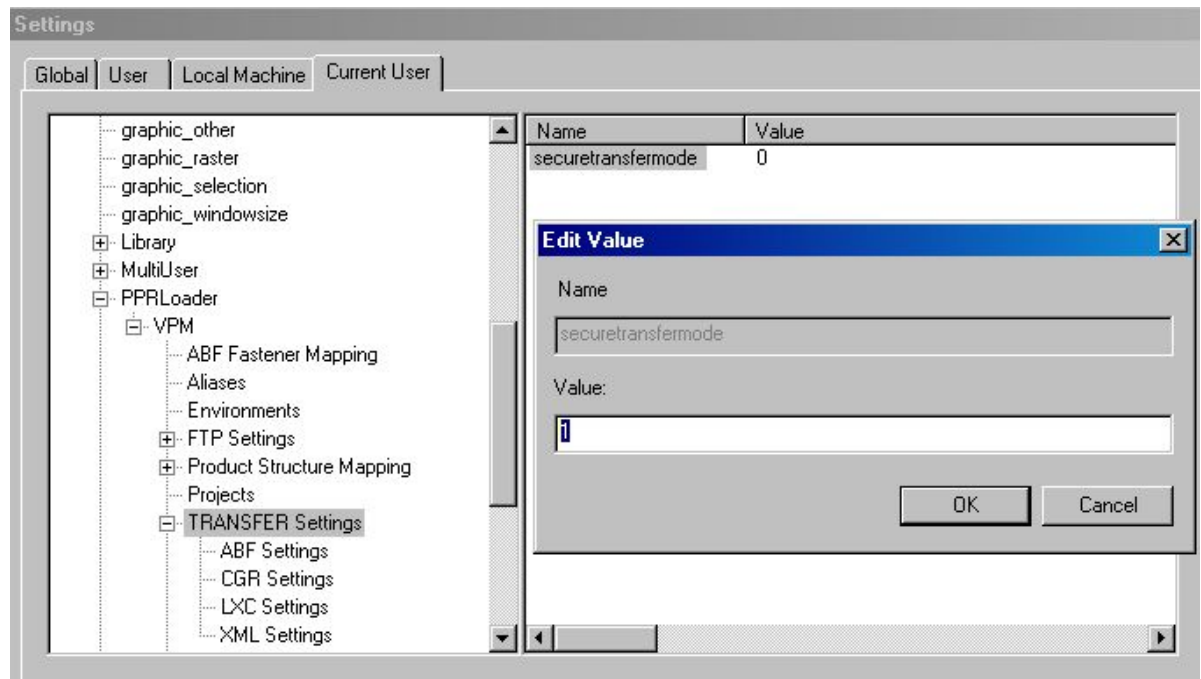 Settings
Global User Local Machine Current User
graphic_other
graphic_raster
graphic_selection
graphic_windowsize
Library
MultiUser
PPRLoader
VPM
ABF Fastener Mapping
Aliases
Environments
FTP Settings
Product Structure Mapping
Projects
TRANSFER Settings
ABF Settings
CGR Settings
LXC Settings
XML Settings
Name Value
securetransfermode 0
Edit Value
Name
securetransfermode
Value:
OK Cancel